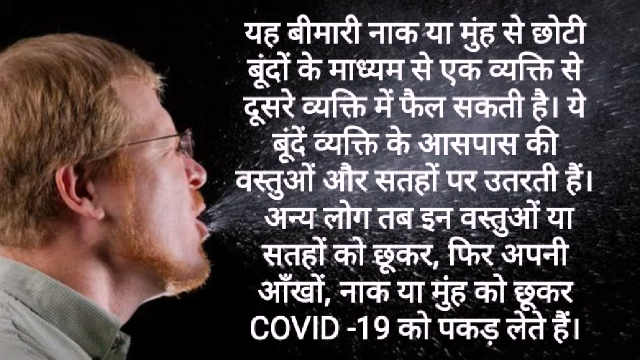 यह बीमारी नाक या मुंह से छोटी
बूंदों के माध्यम से एक व्यक्ति से
दूसरे व्यक्ति में फैल सकती है। ये
बूंदें व्यक्ति के आसपास की
वस्तुओं और सतहों पर उतरती हैं।
अन्य लोग तब इन वस्तुओं या
सतहों को छूकर, फिर अपनी
आँखों, नाक या मुंह को छूकर
COVID -19 को पकड़ लेते हैं।